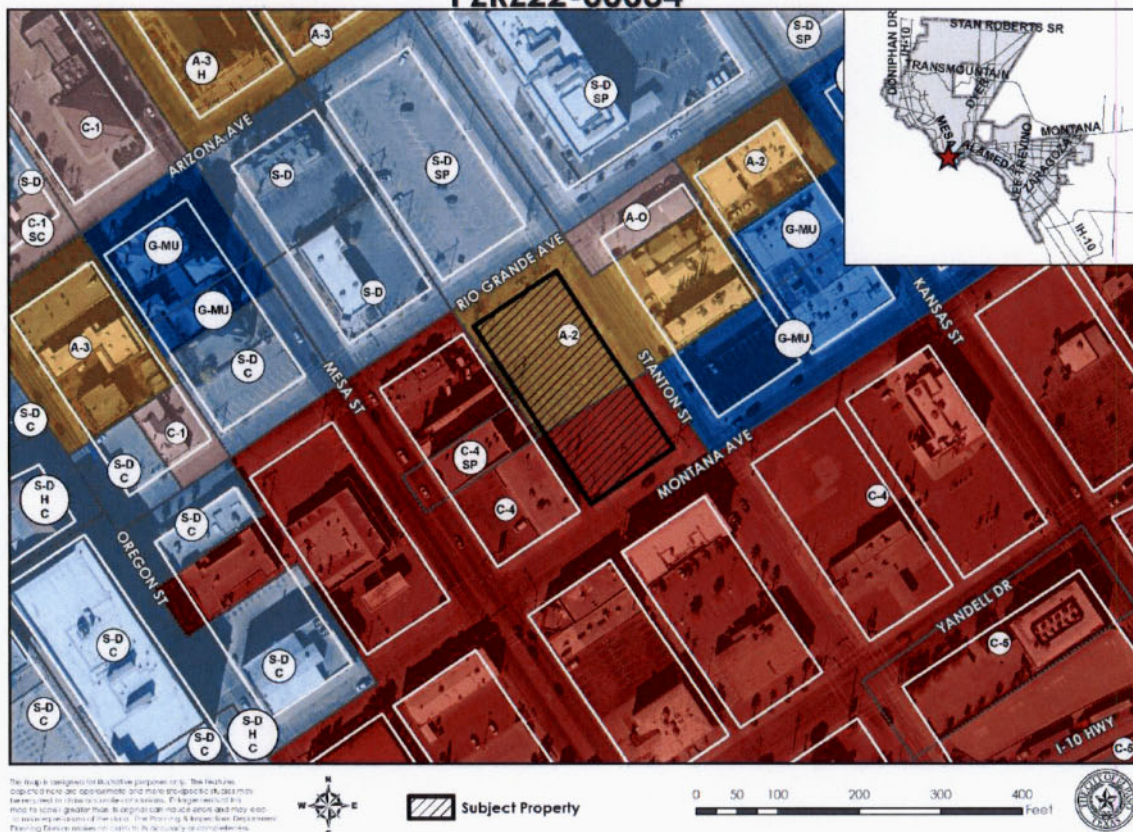 A-3
H
A-3
S-D
SP
S-D
SP
C-1
ARIZONA AVE
S-D
S-D
SP
A-2
S-D
C-1
SC
G-MU
A-O
G-MU
RIO GRANDE AVE
S-D
G-MU
A-2
KANSAS ST
A-3
S-D
C
MESA ST
STANTON ST
G-MU
S-D
C
C-1
S-D
C
C-4
SP
MONTANA AVE
C-4
C-4
S-D
H
C
S-D
C
OREGON ST
YANDELL DR
C-5
S-D
C
S-D
C
S-D
C
S-D
C
S-D
H
C
I-10 HWY
DONIPHAN DR
IH-10
STAN ROBERTS SR
TRANSMOUNTAIN
DYER
MESA
ALAMEDA
LEE TREVINO
MONTANA
ZARAGOZA
IH-10
N
W
E
Subject Property
0 50 100 200 300 400
Feet